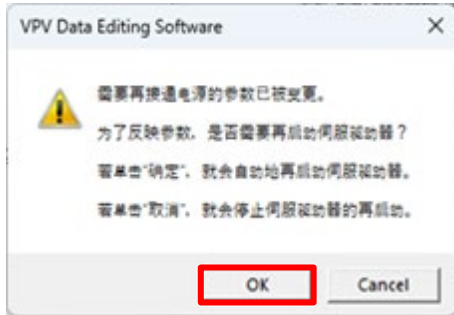 VPV Data Editing Software
需要再接通电源的参数已被变更。
为了反映参数，是否需要再启动伺服驱动器？
若单击"确定"，就会自动地再启动伺服驱动器。
若单击"取消"，就会停止伺服驱动器的再启动。
OK
Cancel